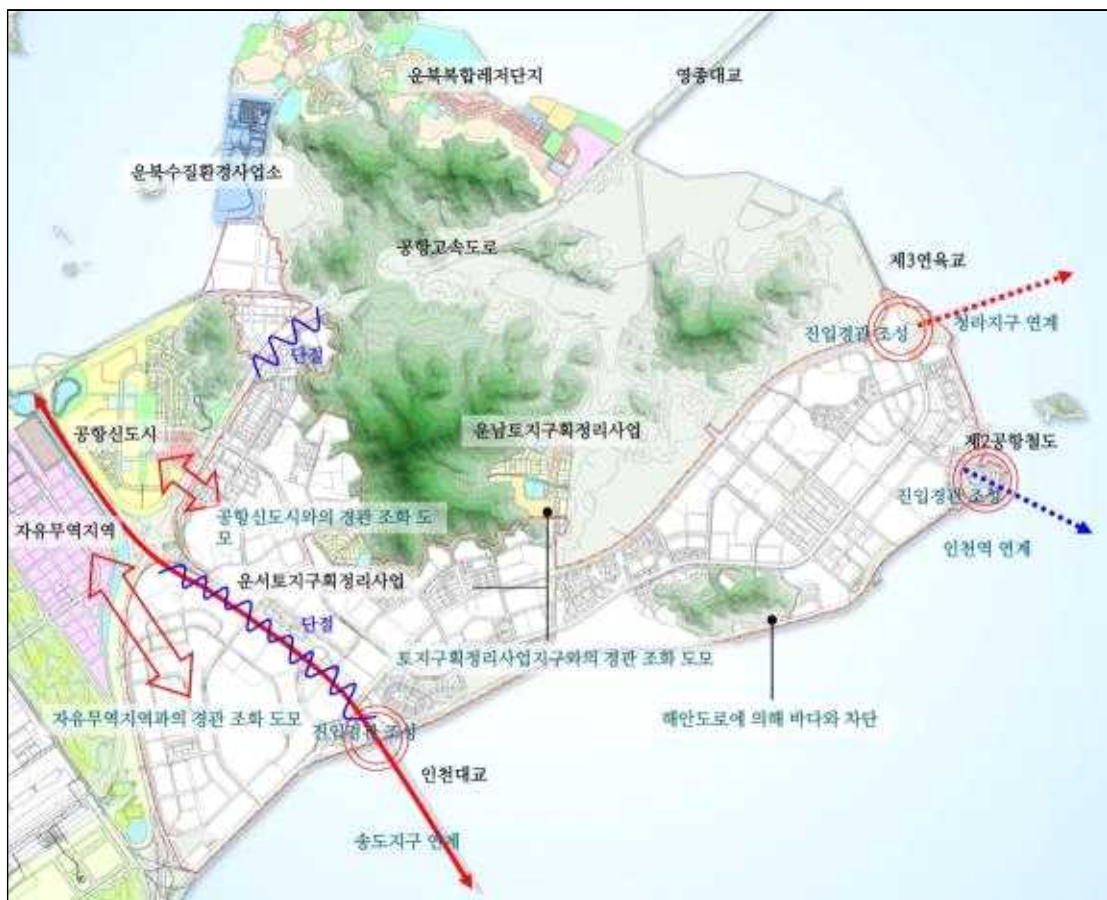 운북복합레저단지
영종대교
운북수질환경사업소
공항고속도로
제3연육교
진입경관 조성
청라지구 연계
단절
공항신도시
운남토지구획정리사업
제2공항철도
진입경관 조성
인천역 연계
공항신도시와의 경관 조화 도
모
자유무역지역
운서토지구획정리사업
단절
토지구획정리사업지구와의 경관 조화 도모
자유무역지역과의 경관 조화 도모
해안도로에 의해 바다와 차단
진입경관 조성
인천대교
송도지구 연계